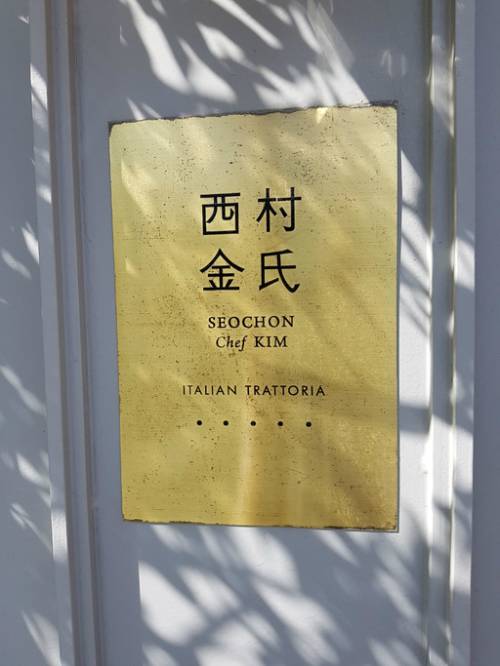 西村
金氏
SEOCHON
Chef KIM
ITALIAN TRATTORIA
• • • • •